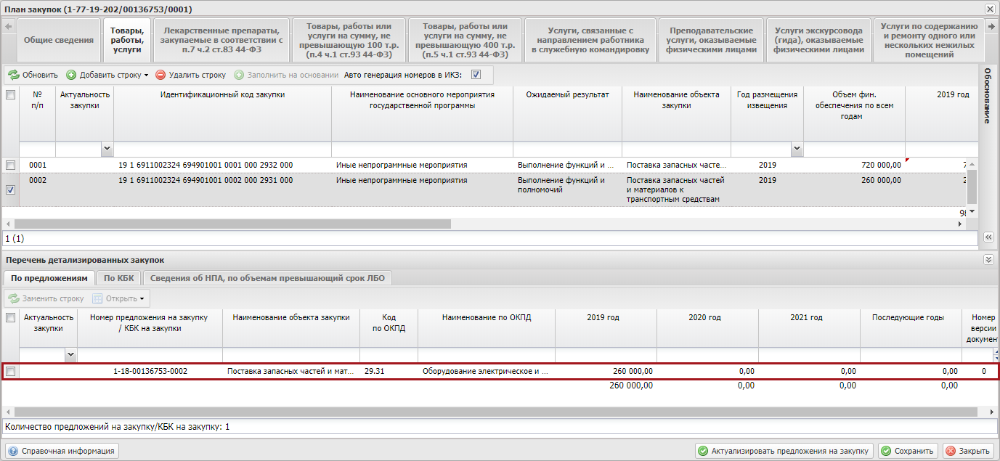 План закупок (1-77-19-202/00136753/0001)
Общие сведения
Товары,
работы,
услуги
Лекарственные препараты,
закупаемые в соответствии с
п.7 ч.2 ст.83 44-ФЗ
Товары, работы или
услуги на сумму, не
превышающую 100 т.р.
(п.4 ч.1 ст.93 44-ФЗ)
Товары, работы или
услуги на сумму, не
превышающую 400 т.р.
(п.5 ч.1 ст.93 44-ФЗ)
Услуги, связанные с
направлением работника
в служебную командировку
Преподавательские
услуги, оказываемые
физическими лицами
Услуги экскурсовода
(гида), оказываемые
физическими лицами
Услуги по содержанию
и ремонту одного или
нескольких нежилых
помещений
Обновить Добавить строку Удалить строку Заполнить на основании Авто генерация номеров в ИКЗ:
Обоснование
№
п/п
Актуальность
закупки
Идентификационный код закупки
Наименование основного мероприятия
государственной программы
Ожидаемый результат
Наименование объекта
закупки
Год размещения
извещения
Объем фин.
обеспечения по всем
годам
2019 год
0001 19 1 6911002324 694901001 0001 000 2932 000 Иные непрограммные мероприятия Выполнение функций и ... Поставка запасных часте... 2019 720 000,00 7
0002 19 1 6911002324 694901001 0002 000 2931 000 Иные непрограммные мероприятия Выполнение функций и
полномочий
Поставка запасных частей
и материалов к
транспортным средствам
2019 260 000,00 2
98
1 (1)
Перечень детализированных закупок
По предложениям По КБК Сведения об НПА, по объемам превышающий срок ЛБО
Заменить строку Открыть
Актуальность
закупки
Номер предложения на закупку
/ КБК на закупки
Наименование объекта закупки
Код
по ОКПД
Наименование по ОКПД
2019 год
2020 год
2021 год
Последующие годы
Номер
версии
докумен
1-18-00136753-0002 Поставка запасных частей и мат... 29.31 Оборудование электрическое и ... 260 000,00 0,00 0,00 0,00 0
260 000,00 0,00 0,00 0,00
Количество предложений на закупку/КБК на закупку: 1
Справочная информация Актуализировать предложения на закупку Сохранить Закрыть